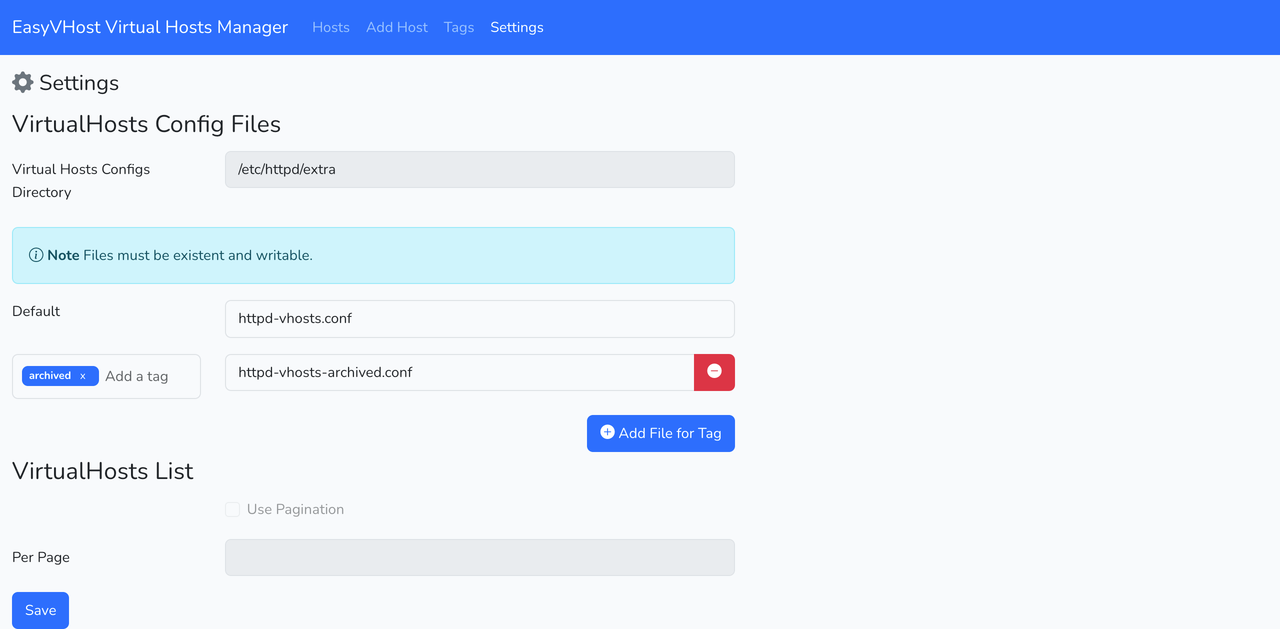 EasyVHost Virtual Hosts Manager Hosts Add Host Tags Settings
Settings
VirtualHosts Config Files
Virtual Hosts Configs
Directory
/etc/httpd/extra
Note Files must be existent and writable.
Default
httpd-vhosts.conf
archived x Add a tag
httpd-vhosts-archived.conf
Add File for Tag
VirtualHosts List
Use Pagination
Per Page
Save